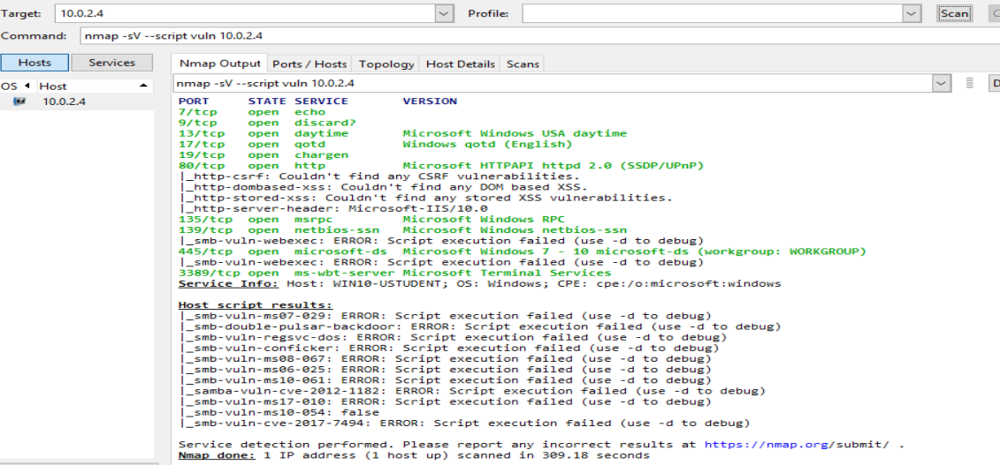 Target: 10.0.2.4 Profile: Scan
Command: nmap -sV --script vuln 10.0.2.4
Hosts Services Nmap Output Ports / Hosts Topology Host Details Scans
OS Host nmap -sV --script vuln 10.0.2.4
10.0.2.4
PORT STATE SERVICE VERSION
7/tcp open echo
9/tcp open discard?
13/tcp open daytime Microsoft Windows USA daytime
17/tcp open qotd Windows qotd (English)
19/tcp open chargen
80/tcp open http Microsoft HTTPAPI httpd 2.0 (SSDP/UPnP)
|_http-csrf: Couldn't find any CSRF vulnerabilities.
|_http-dombased-xss: Couldn't find any DOM based XSS.
|_http-stored-xss: Couldn't find any stored XSS vulnerabilities.
|_http-server-header: Microsoft-IIS/10.0
135/tcp open msrpc Microsoft Windows RPC
139/tcp open netbios-ssn Microsoft Windows netbios-ssn
|_smb-vuln-webexec: ERROR: Script execution failed (use -d to debug)
445/tcp open microsoft-ds Microsoft Windows 7 - 10 microsoft-ds (workgroup: WORKGROUP)
|_smb-vuln-webexec: ERROR: Script execution failed (use -d to debug)
3389/tcp open ms-wbt-server Microsoft Terminal Services
Service Info: Host: WIN10-USTUDENT; OS: Windows; CPE: cpe:/o:microsoft:windows
Host script results:
|_smb-vuln-ms07-029: ERROR: Script execution failed (use -d to debug)
|_smb-double-pulsar-backdoor: ERROR: Script execution failed (use -d to debug)
|_smb-vuln-regsvc-dos: ERROR: Script execution failed (use -d to debug)
|_smb-vuln-conficker: ERROR: Script execution failed (use -d to debug)
|_smb-vuln-ms08-067: ERROR: Script execution failed (use -d to debug)
|_smb-vuln-ms06-025: ERROR: Script execution failed (use -d to debug)
|_smb-vuln-ms10-061: ERROR: Script execution failed (use -d to debug)
|_samba-vuln-cve-2012-1182: ERROR: Script execution failed (use -d to debug)
|_smb-vuln-ms17-010: ERROR: Script execution failed (use -d to debug)
|_smb-vuln-ms10-054: false
|_smb-vuln-cve-2017-7494: ERROR: Script execution failed (use -d to debug)
Service detection performed. Please report any incorrect results at https://nmap.org/submit/ .
Nmap done: 1 IP address (1 host up) scanned in 309.18 seconds